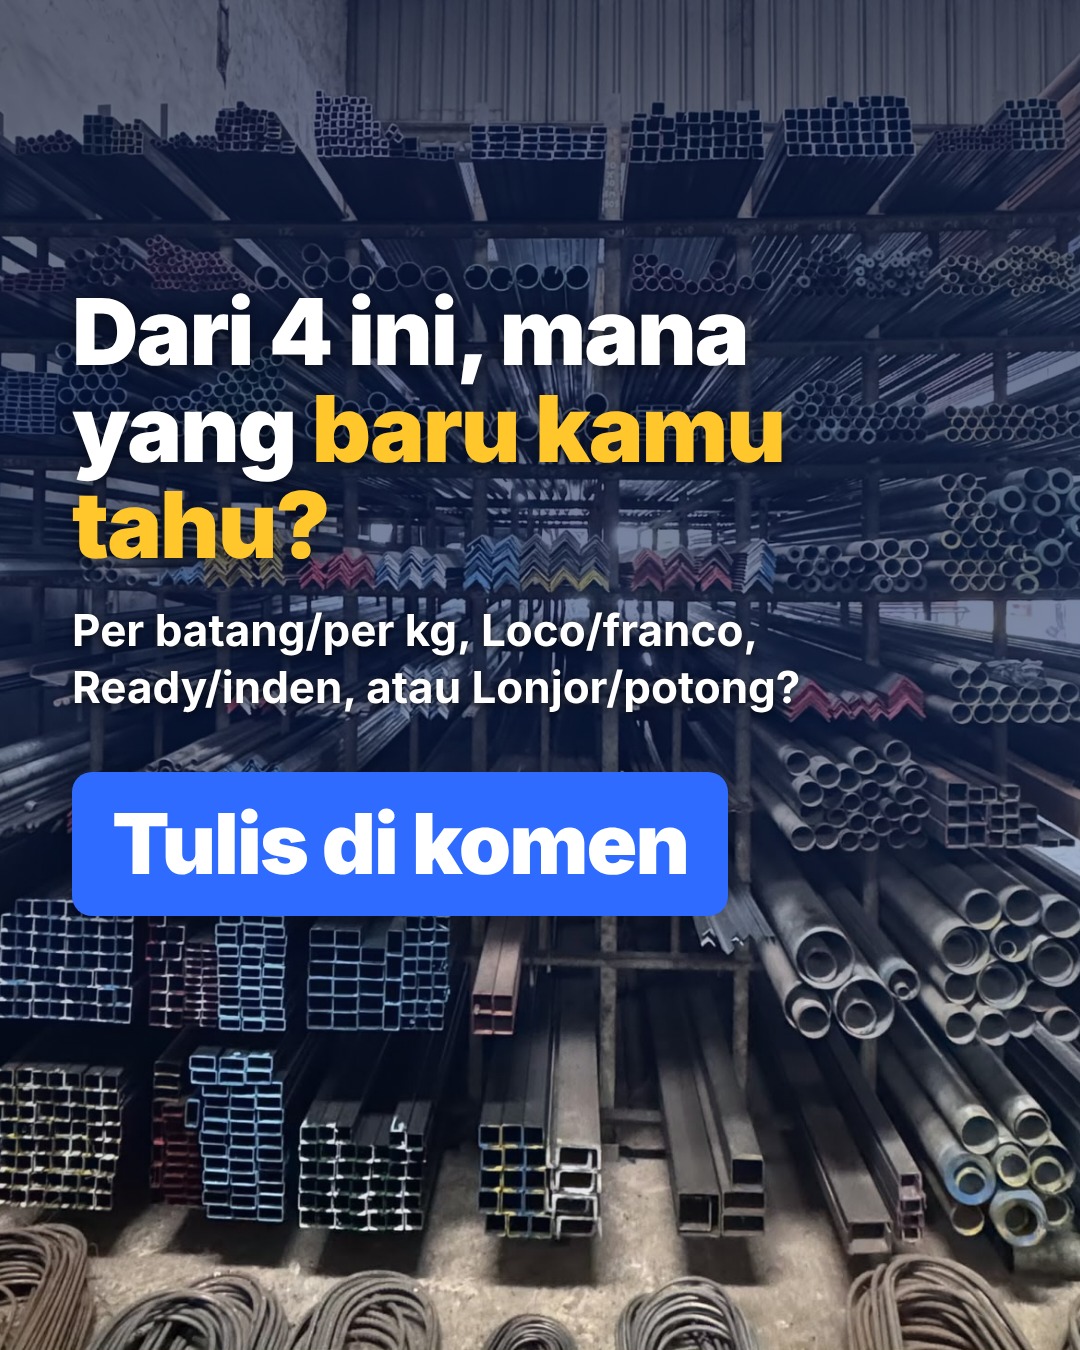 Dari 4 ini, mana
yang baru kamu
tahu?
Per batang/per kg, Loco/franco,
Ready/inden, atau Lonjor/potong?
Tulis di komen